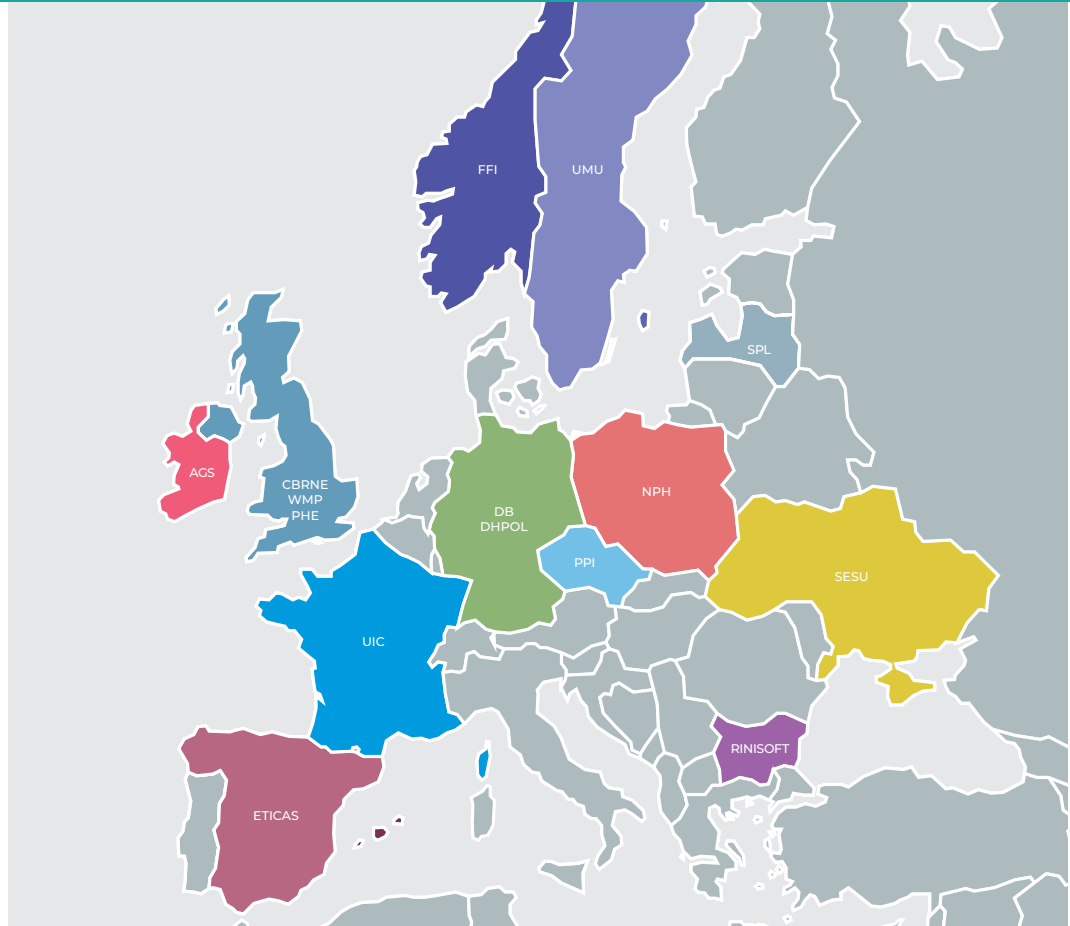 FFI
UMU
SPL
AGS
CBRNE
WMP
PHE
NPH
DB
DHPOL
PPI
SESU
UIC
RINISOFT
ETICAS